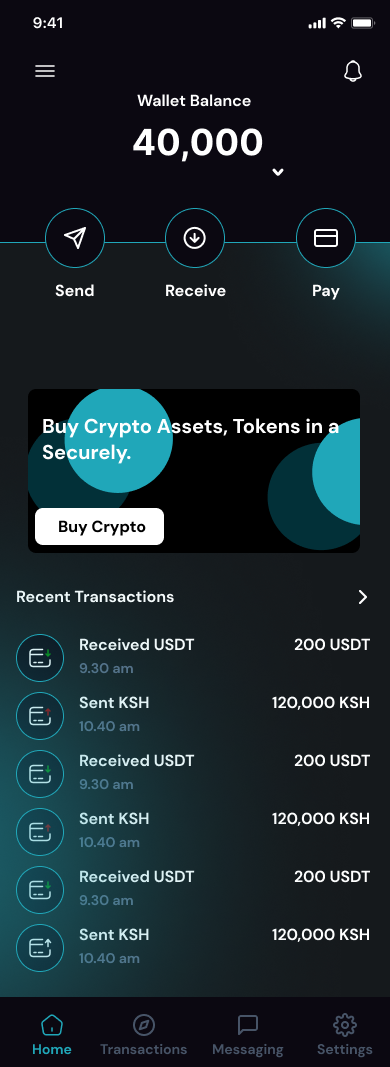 9:41
Wallet Balance
40,000
Send Receive Pay
Buy Crypto Assets, Tokens in a
Securely.
Buy Crypto
Recent Transactions
Received USDT 200 USDT
9.30 am
Sent KSH 120,000 KSH
10.40 am
Received USDT 200 USDT
9.30 am
Sent KSH 120,000 KSH
10.40 am
Received USDT 200 USDT
9.30 am
Sent KSH 120,000 KSH
10.40 am
Home Transactions Messaging Settings